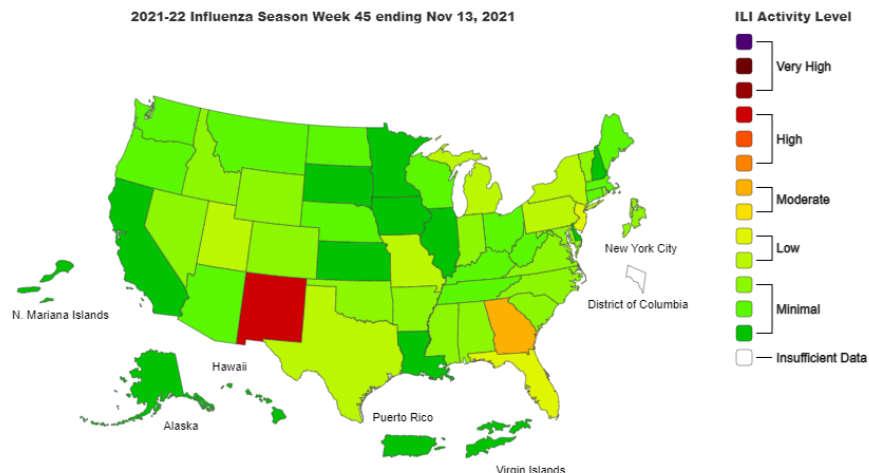 2021-22 Influenza Season Week 45 ending Nov 13, 2021
ILI Activity Level
Very High
High
Moderate
Low
Minimal
Insufficient Data
New York City
District of Columbia
N. Mariana Islands
Hawaii
Alaska
Puerto Rico
Virgin Islands